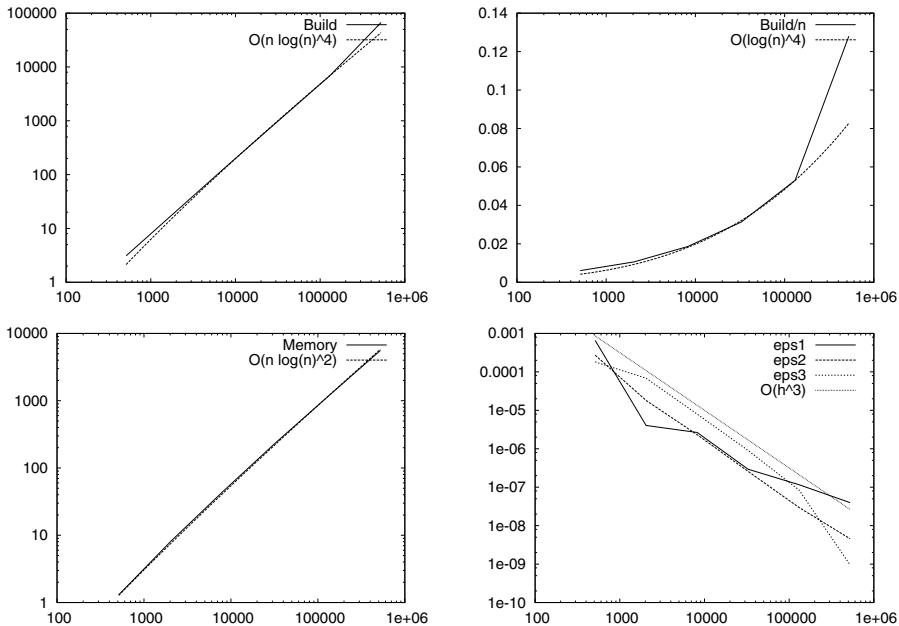 100000
10000
1000
100
10
1
100
1000
10000
100000
1e+06
Build
O(n log(n)^4)
0.14
0.12
0.1
0.08
0.06
0.04
0.02
0
100
1000
10000
100000
1e+06
Build/n
O(log(n)^4)
10000
1000
100
10
1
100
1000
10000
100000
1e+06
Memory
O(n log(n)^2)
0.001
0.0001
1e-05
1e-06
1e-07
1e-08
1e-09
1e-10
100
1000
10000
100000
1e+06
eps1
eps2
eps3
O(h^3)